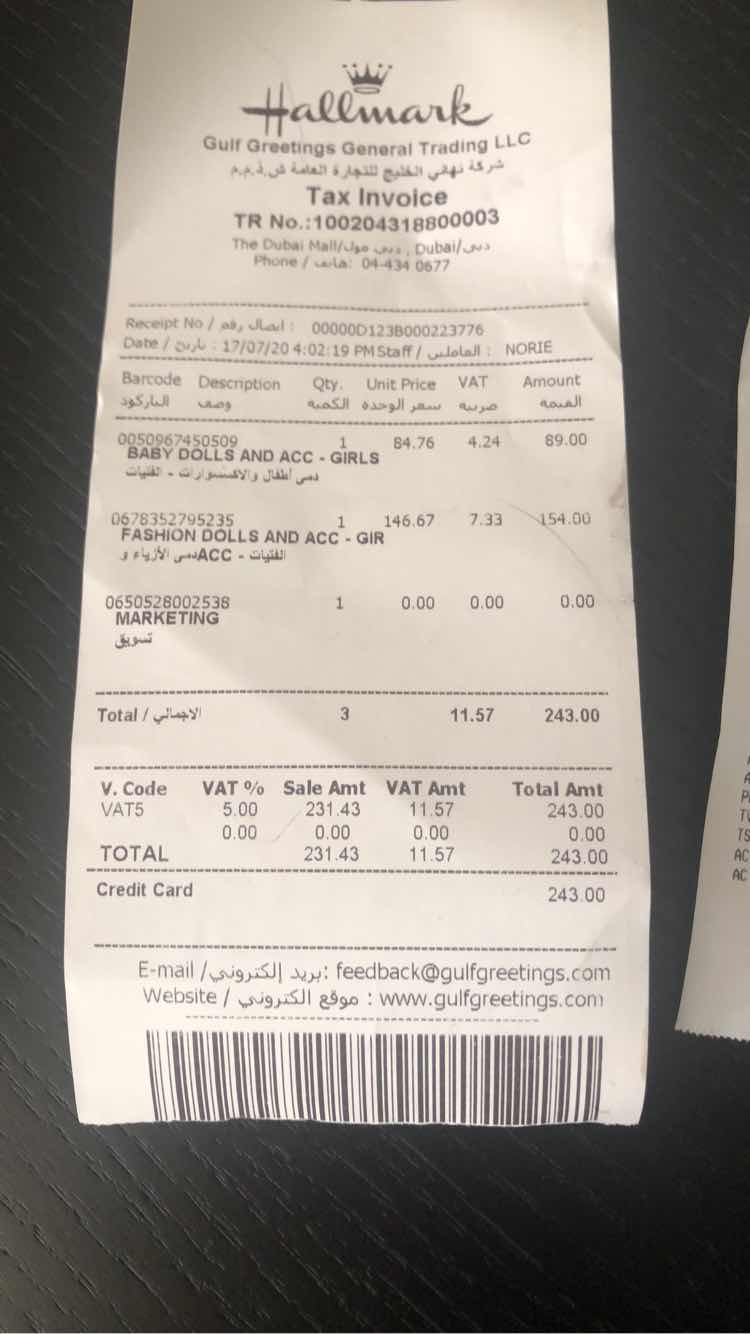 Hallmark
Gulf Greetings General Trading LLC
شركة تهاني الخليج للتجارة العامة ش.ذ.م.م
Tax Invoice
TR No.:100204318800003
The Dubai Mall/دبي مول , Dubai/دبي
Phone / هاتف: 04-434 0677
Receipt No / ايصال رقم : 00000D123B000223776
Date / تاريخ : 17/07/20 4:02:19 PM Staff / العاملين : NORIE
Barcode Description Qty. Unit Price VAT Amount
الباركود وصف الكمية سعر الوحدة ضريبة القيمة
0050967450509 1 84.76 4.24 89.00
BABY DOLLS AND ACC - GIRLS
دمى أطفال والاكسسوارات - الفتيات
0678352795235 1 146.67 7.33 154.00
FASHION DOLLS AND ACC - GIR
الفتيات - ACCدمى الأزياء و
0650528002538 1 0.00 0.00 0.00
MARKETING
تسويق
Total / الاجمالي 3 11.57 243.00
V. Code VAT % Sale Amt VAT Amt Total Amt
VAT5 5.00 231.43 11.57 243.00
0.00 0.00 0.00 0.00
TOTAL 231.43 11.57 243.00
Credit Card 243.00
E-mail /بريد إلكتروني: feedback@gulfgreetings.com
Website / موقع الكتروني : www.gulfgreetings.com
A
P
TV
TS
AC
AC